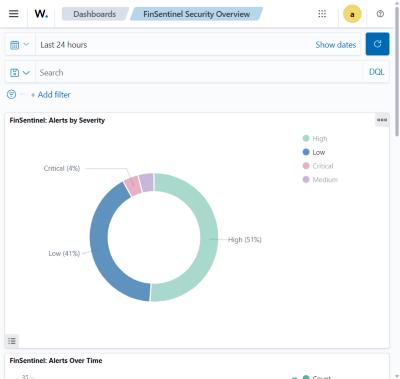 W.
Dashboards
FinSentinel Security Overview
a
Last 24 hours
Show dates
Search
DQL
+ Add filter
FinSentinel: Alerts by Severity
High
Low
Critical
Medium
Critical (4%)
Low (41%)
High (51%)
FinSentinel: Alerts Over Time
35
Count